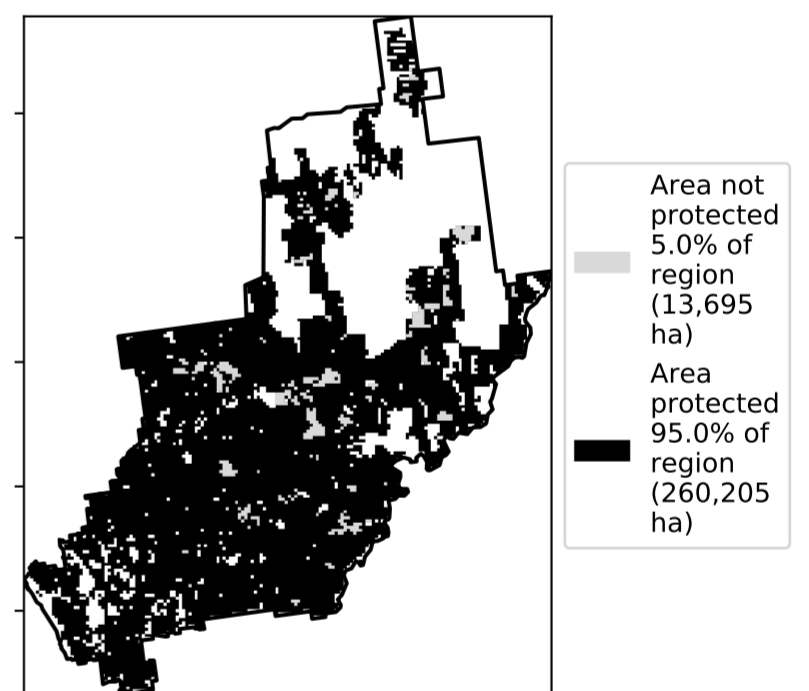 Area not
protected
5.0% of
region
(13,695
ha)
Area
protected
95.0% of
region
(260,205
ha)